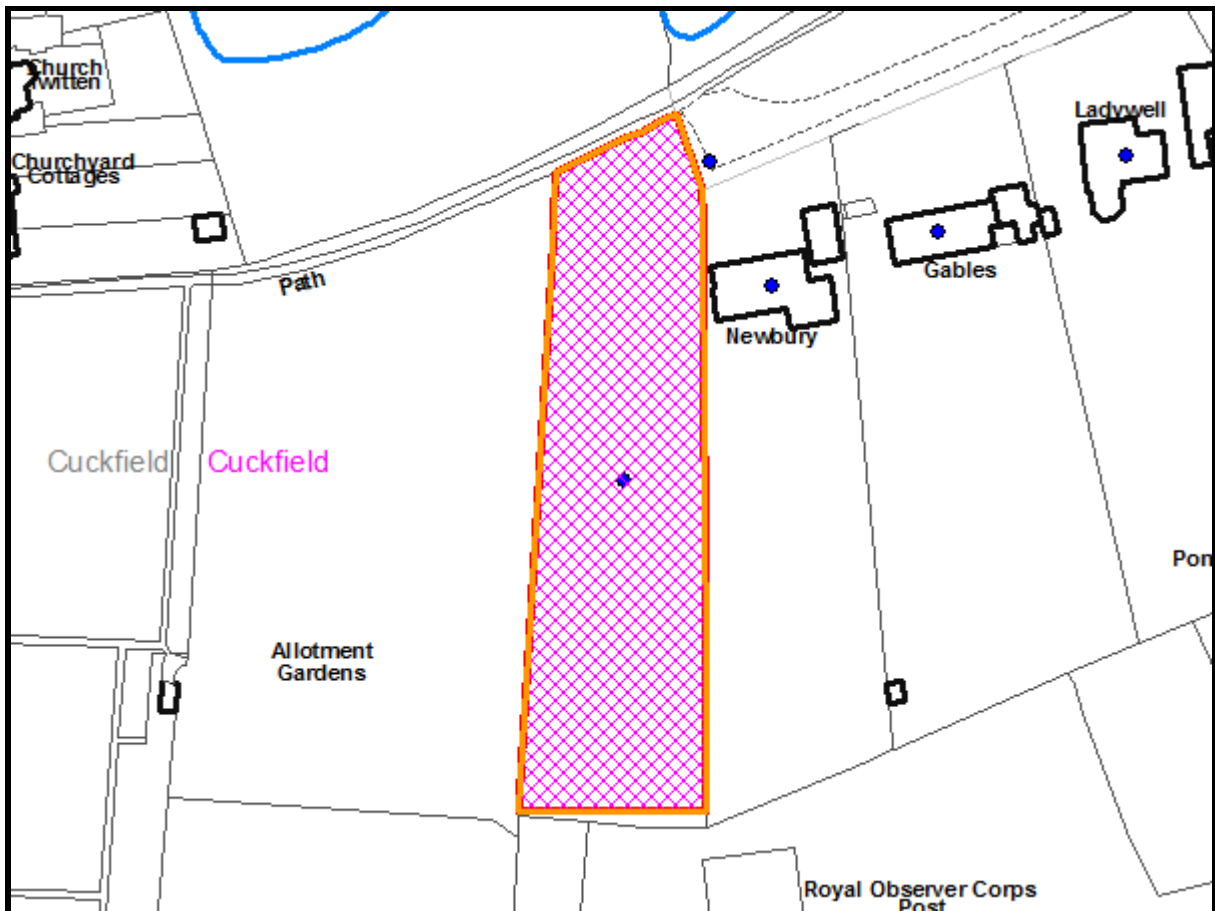 Church
Twitten
Ladywell
Churchyard
Cottages
Path
Gables
Newbury
Cuckfield
Cuckfield
Pon
Allotment
Gardens
Royal Observer Corps
Post